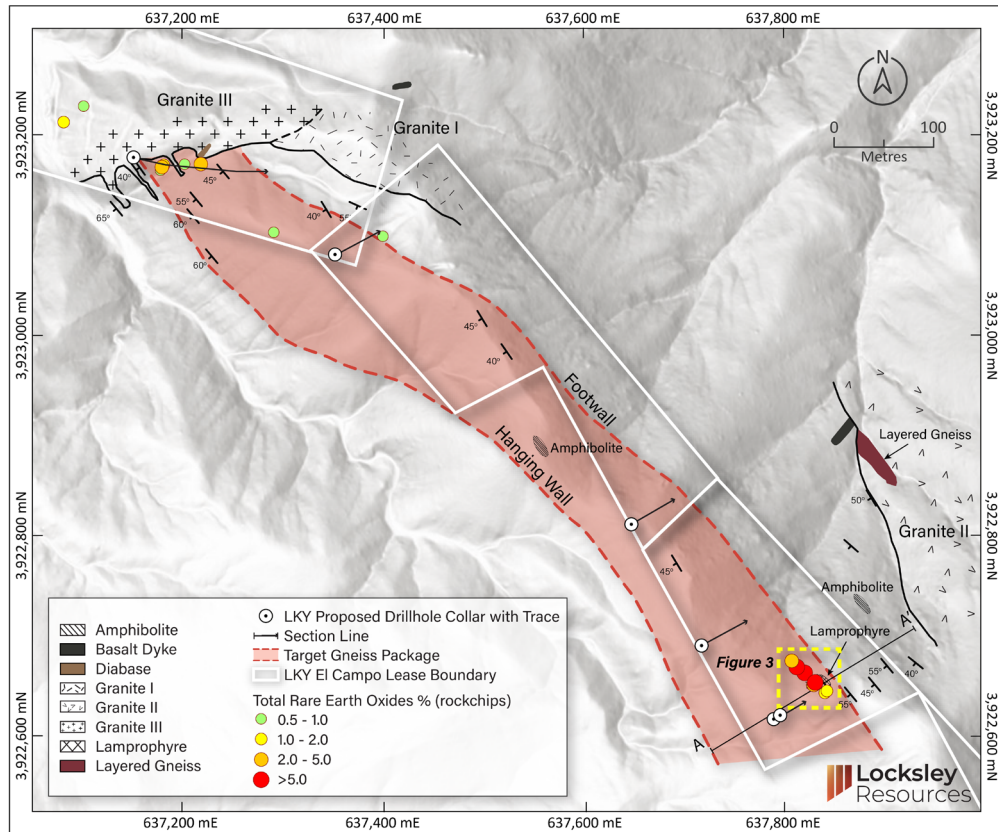 637,200 mE
637,400 mE
637,600 mE
637,800 mE
3,923,200 mN
3,923,000 mN
3,922,800 mN
3,922,600 mN
3,923,200 mN
3,923,000 mN
3,922,800 mN
3,922,600 mN
N
0 100
Metres
Granite III
Granite I
40°
45°
55°
60°
65°
60°
40°
55°
45°
40°
Footwall
Hanging Wall
Amphibolite
Layered Gneiss
50°
Granite II
45°
Amphibolite
A'
Lamprophyre
Figure 3
55°
40°
45°
55°
A
Amphibolite
Basalt Dyke
Diabase
Granite I
Granite II
Granite III
Lamprophyre
Layered Gneiss
LKY Proposed Drillhole Collar with Trace
Section Line
Target Gneiss Package
LKY El Campo Lease Boundary
Total Rare Earth Oxides % (rockchips)
0.5 - 1.0
1.0 - 2.0
2.0 - 5.0
>5.0
Locksley
Resources
637,200 mE
637,400 mE
637,600 mE
637,800 mE